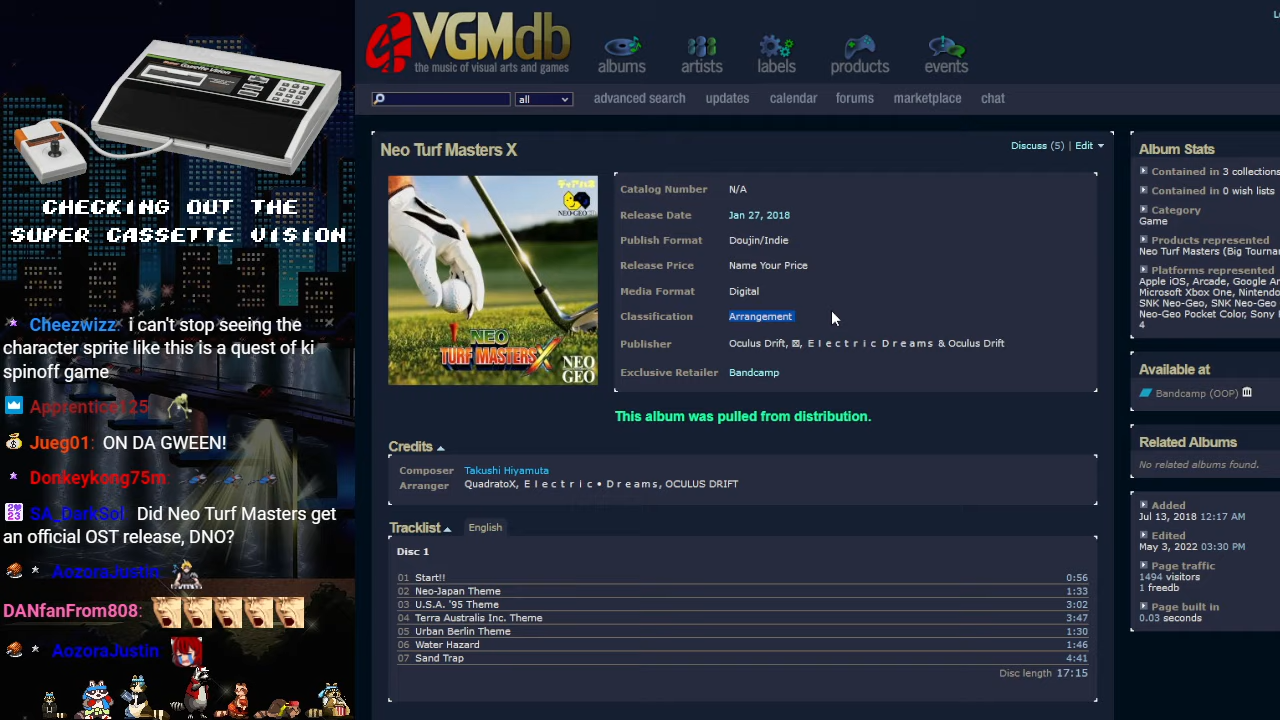 CHECKING OUT THE
SUPER CASSETTE VISION
Cheezwizz: i can't stop seeing the
character sprite like this is a quest of ki
spinoff game
Apprentice125
Jueg01: ON DA GWEEN!
Donkeykong75m:
SA_DarkSol: Did Neo Turf Masters get
an official OST release, DNO?
AozoraJustin:
DANfanFrom808:
AozoraJustin:
VGMdb
the music of visual arts and games
albums artists labels products events
all advanced search updates calendar forums marketplace chat
Neo Turf Masters X
Discuss (5) | Edit
NEO
TURF MASTERS X
NEO
GEO
Catalog Number N/A
Release Date Jan 27, 2018
Publish Format Doujin/Indie
Release Price Name Your Price
Media Format Digital
Classification Arrangement
Publisher Oculus Drift, ⊠, E l e c t r i c D r e a m s & Oculus Drift
Exclusive Retailer Bandcamp
This album was pulled from distribution.
Credits
Composer Takushi Hiyamuta
Arranger QuadratoX, E l e c t r i c • D r e a m s, OCULUS DRIFT
Tracklist English
Disc 1
01 Start!! 0:56
02 Neo-Japan Theme 1:33
03 U.S.A. '95 Theme 3:02
04 Terra Australis Inc. Theme 3:47
05 Urban Berlin Theme 1:30
06 Water Hazard 1:46
07 Sand Trap 4:41
Disc length 17:15
Album Stats
Contained in 3 collections
Contained in 0 wish lists
Category
Game
Products represented
Neo Turf Masters (Big Tourna
Platforms represented
Apple iOS, Arcade, Google An
Microsoft Xbox One, Nintendo
SNK Neo-Geo, SNK Neo-Geo
Neo-Geo Pocket Color, Sony
4
Available at
Bandcamp (OOP)
Related Albums
No related albums found.
Added
Jul 13, 2018 12:17 AM
Edited
May 3, 2022 03:30 PM
Page traffic
1494 visitors
1 freedb
Page built in
0.03 seconds